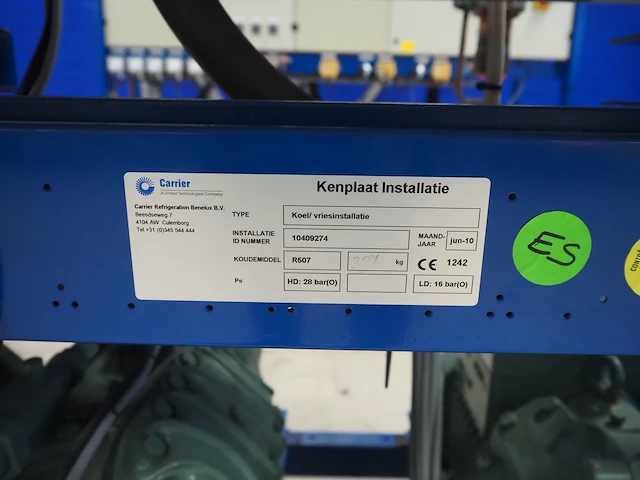 Carrier
A United Technologies Company
Kenplaat Installatie
Carrier Refrigeration Benelux B.V.
Beesdseweg 7
4104 AW Culemborg
Tel.+31 (0)345 544 444
TYPE Koel/ vriesinstallatie
INSTALLATIE ID NUMMER 10409274 MAAND- JAAR jun-10
KOUDEMIDDEL R507 kg CE 1242
Ps HD: 28 bar(O) LD: 16 bar(O)
ES